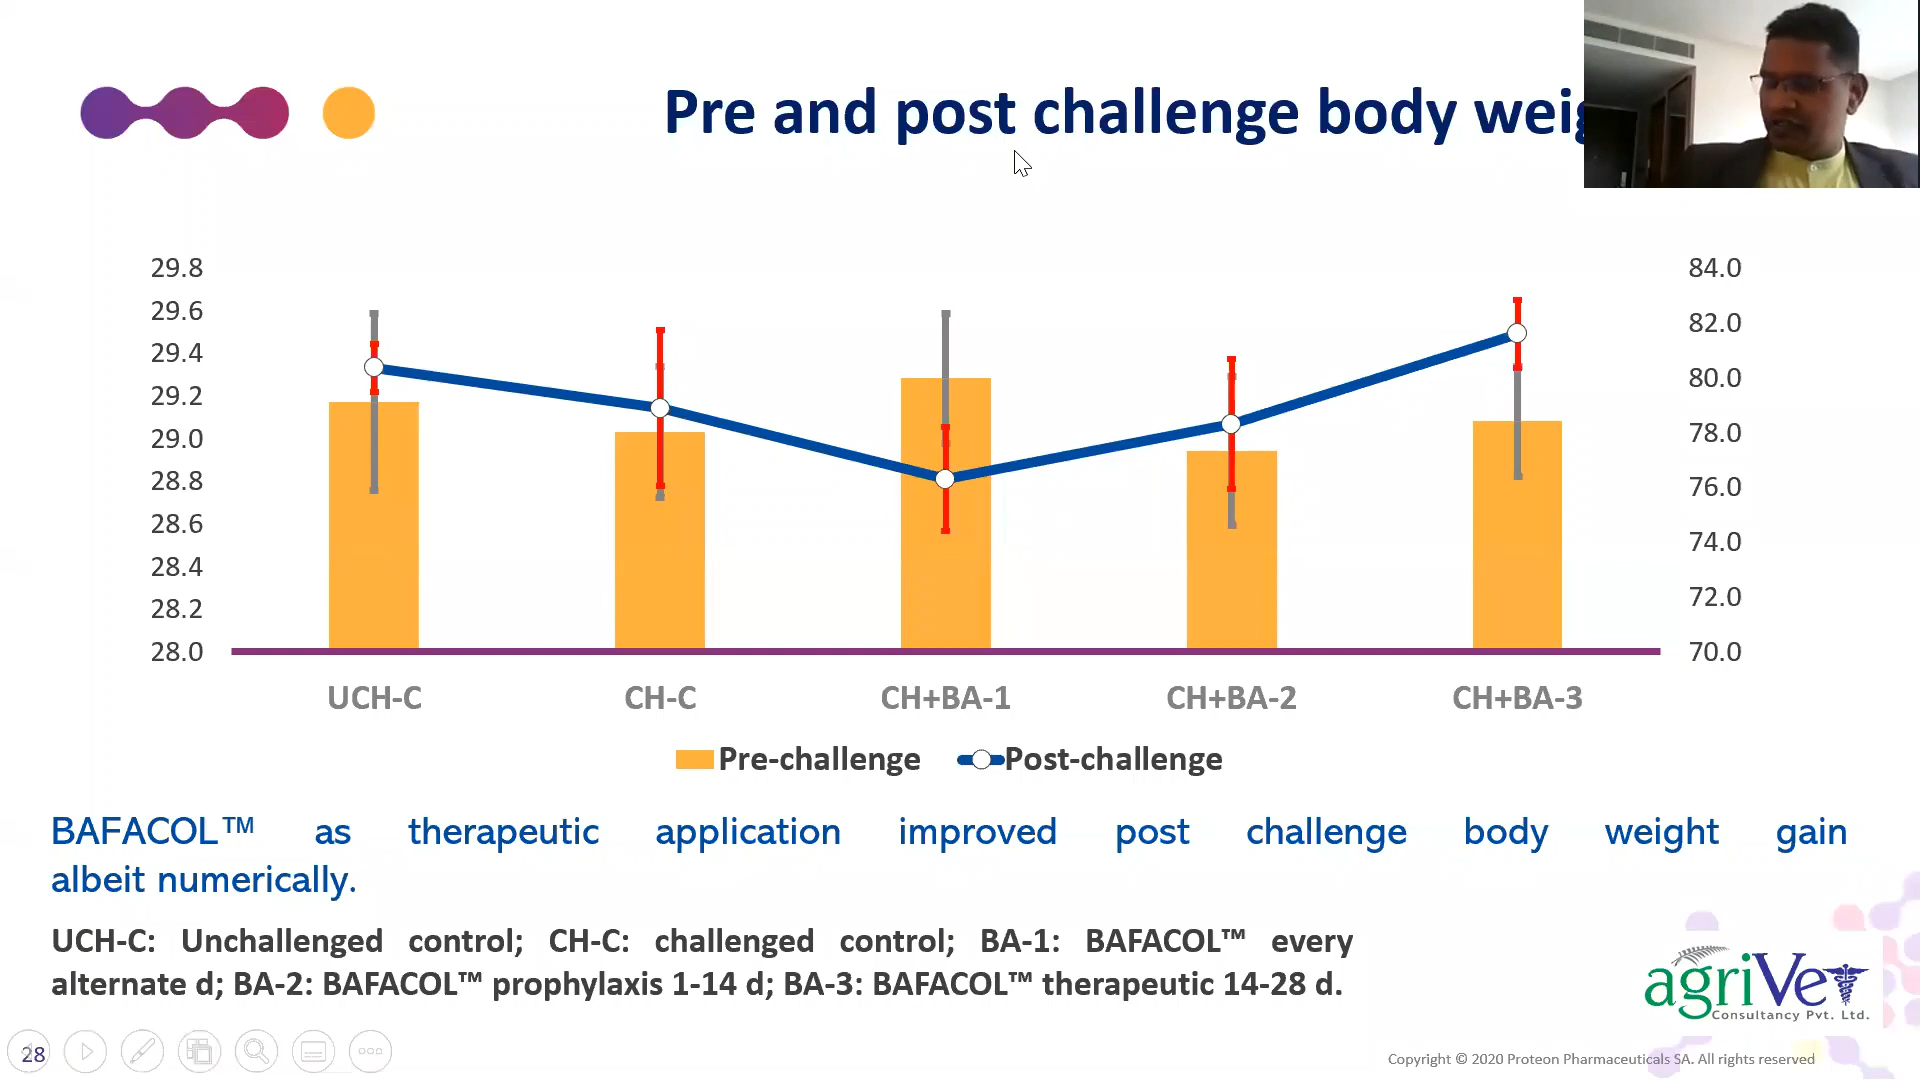 Pre and post challenge body weig
29.8
29.6
29.4
29.2
29.0
28.8
28.6
28.4
28.2
28.0
84.0
82.0
80.0
78.0
76.0
74.0
72.0
70.0
UCH-C CH-C CH+BA-1 CH+BA-2 CH+BA-3
Pre-challenge Post-challenge
BAFACOL™ as therapeutic application improved post challenge body weight gain
albeit numerically.
UCH-C: Unchallenged control; CH-C: challenged control; BA-1: BAFACOL™ every
alternate d; BA-2: BAFACOL™ prophylaxis 1-14 d; BA-3: BAFACOL™ therapeutic 14-28 d.
agriVet
Consultancy Pvt. Ltd.
28
Copyright © 2020 Proteon Pharmaceuticals SA. All rights reserved